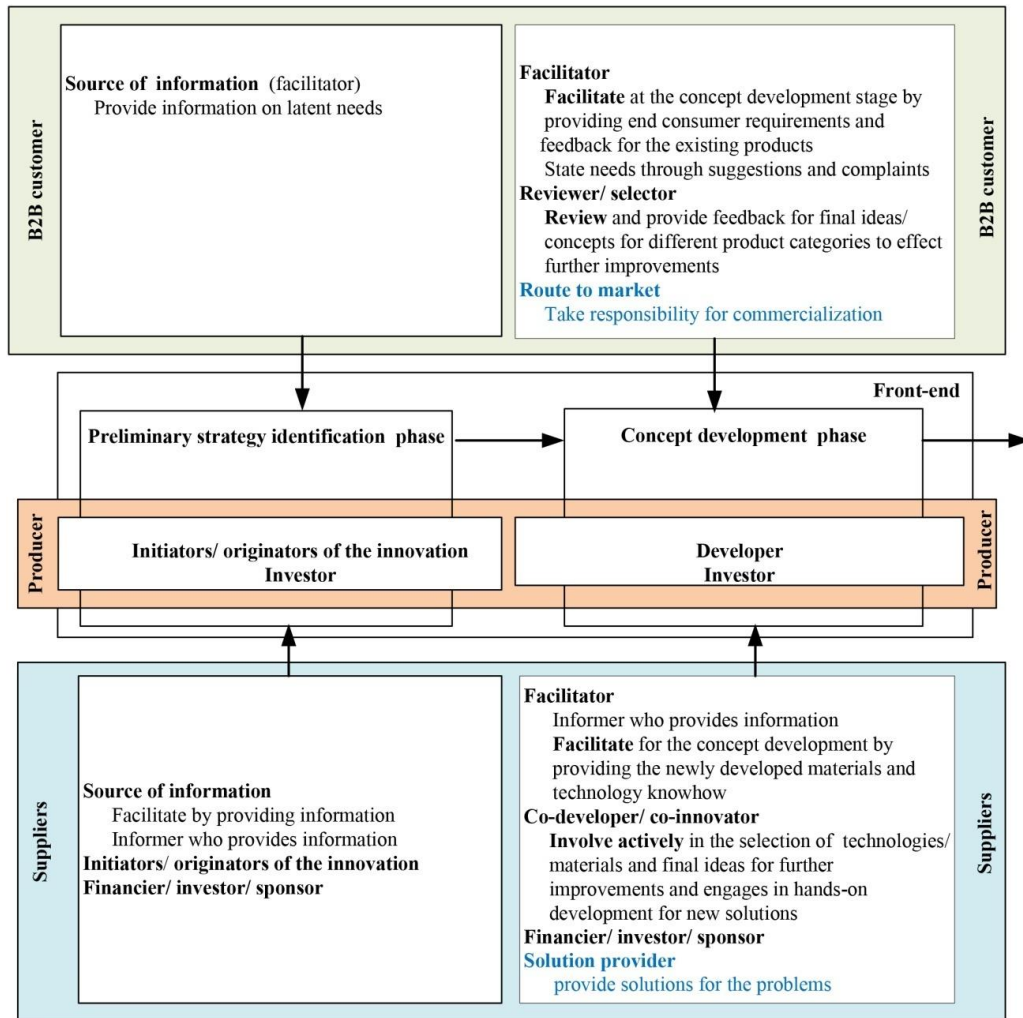 B2B customer
Source of information (facilitator)
Provide information on latent needs
Facilitator
Facilitate at the concept development stage by
providing end consumer requirements and
feedback for the existing products
State needs through suggestions and complaints
Reviewer/ selector
Review and provide feedback for final ideas/
concepts for different product categories to effect
further improvements
Route to market
Take responsibility for commercialization
B2B customer
Front-end
Preliminary strategy identification phase
Concept development phase
Producer
Initiators/ originators of the innovation
Investor
Developer
Investor
Producer
Suppliers
Source of information
Facilitate by providing information
Informer who provides information
Initiators/ originators of the innovation
Financier/ investor/ sponsor
Facilitator
Informer who provides information
Facilitate for the concept development by
providing the newly developed materials and
technology knowhow
Co-developer/ co-innovator
Involve actively in the selection of technologies/
materials and final ideas for further
improvements and engages in hands-on
development for new solutions
Financier/ investor/ sponsor
Solution provider
provide solutions for the problems
Suppliers